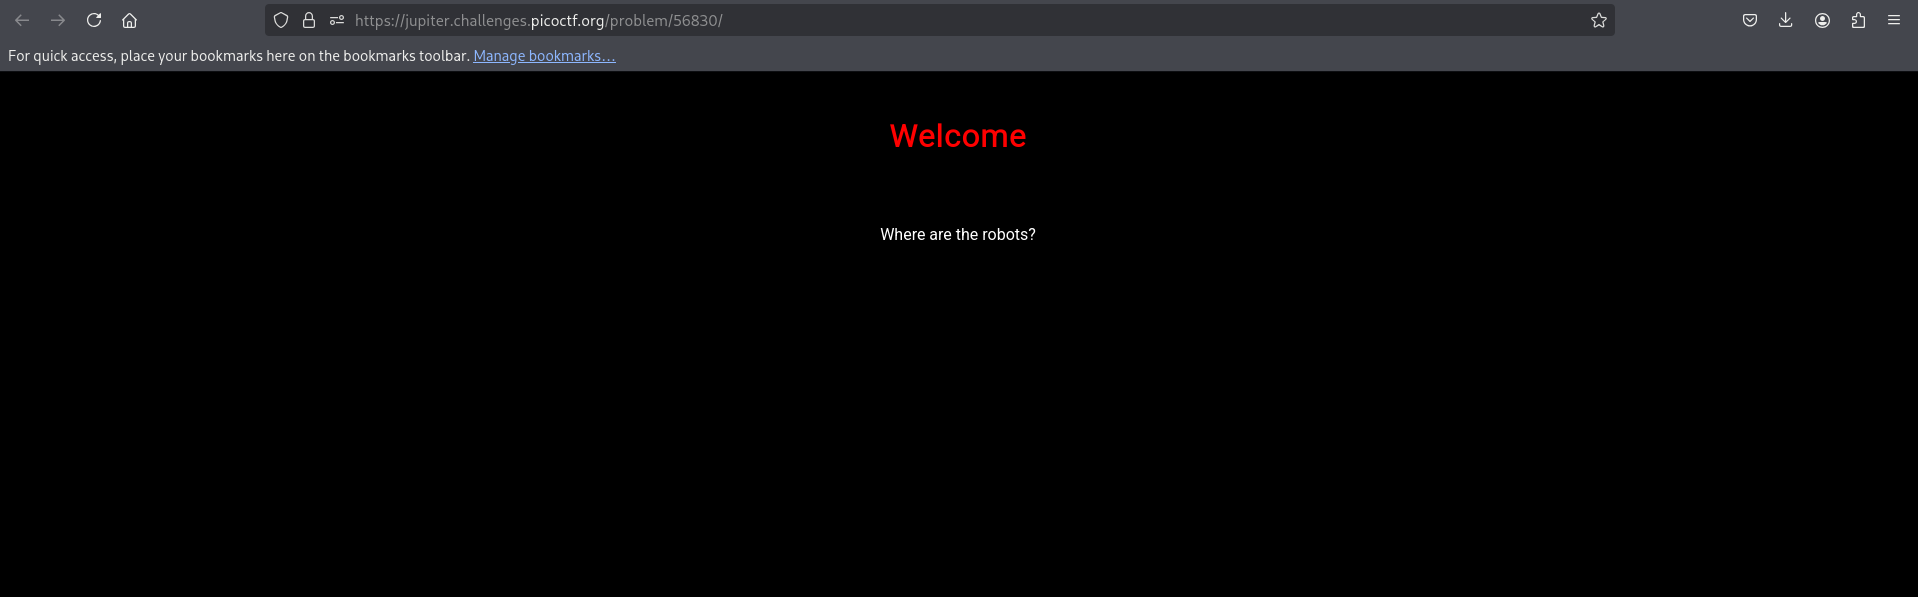 https://jupiter.challenges.picoctf.org/problem/56830/
For quick access, place your bookmarks here on the bookmarks toolbar. Manage bookmarks...
Welcome
Where are the robots?